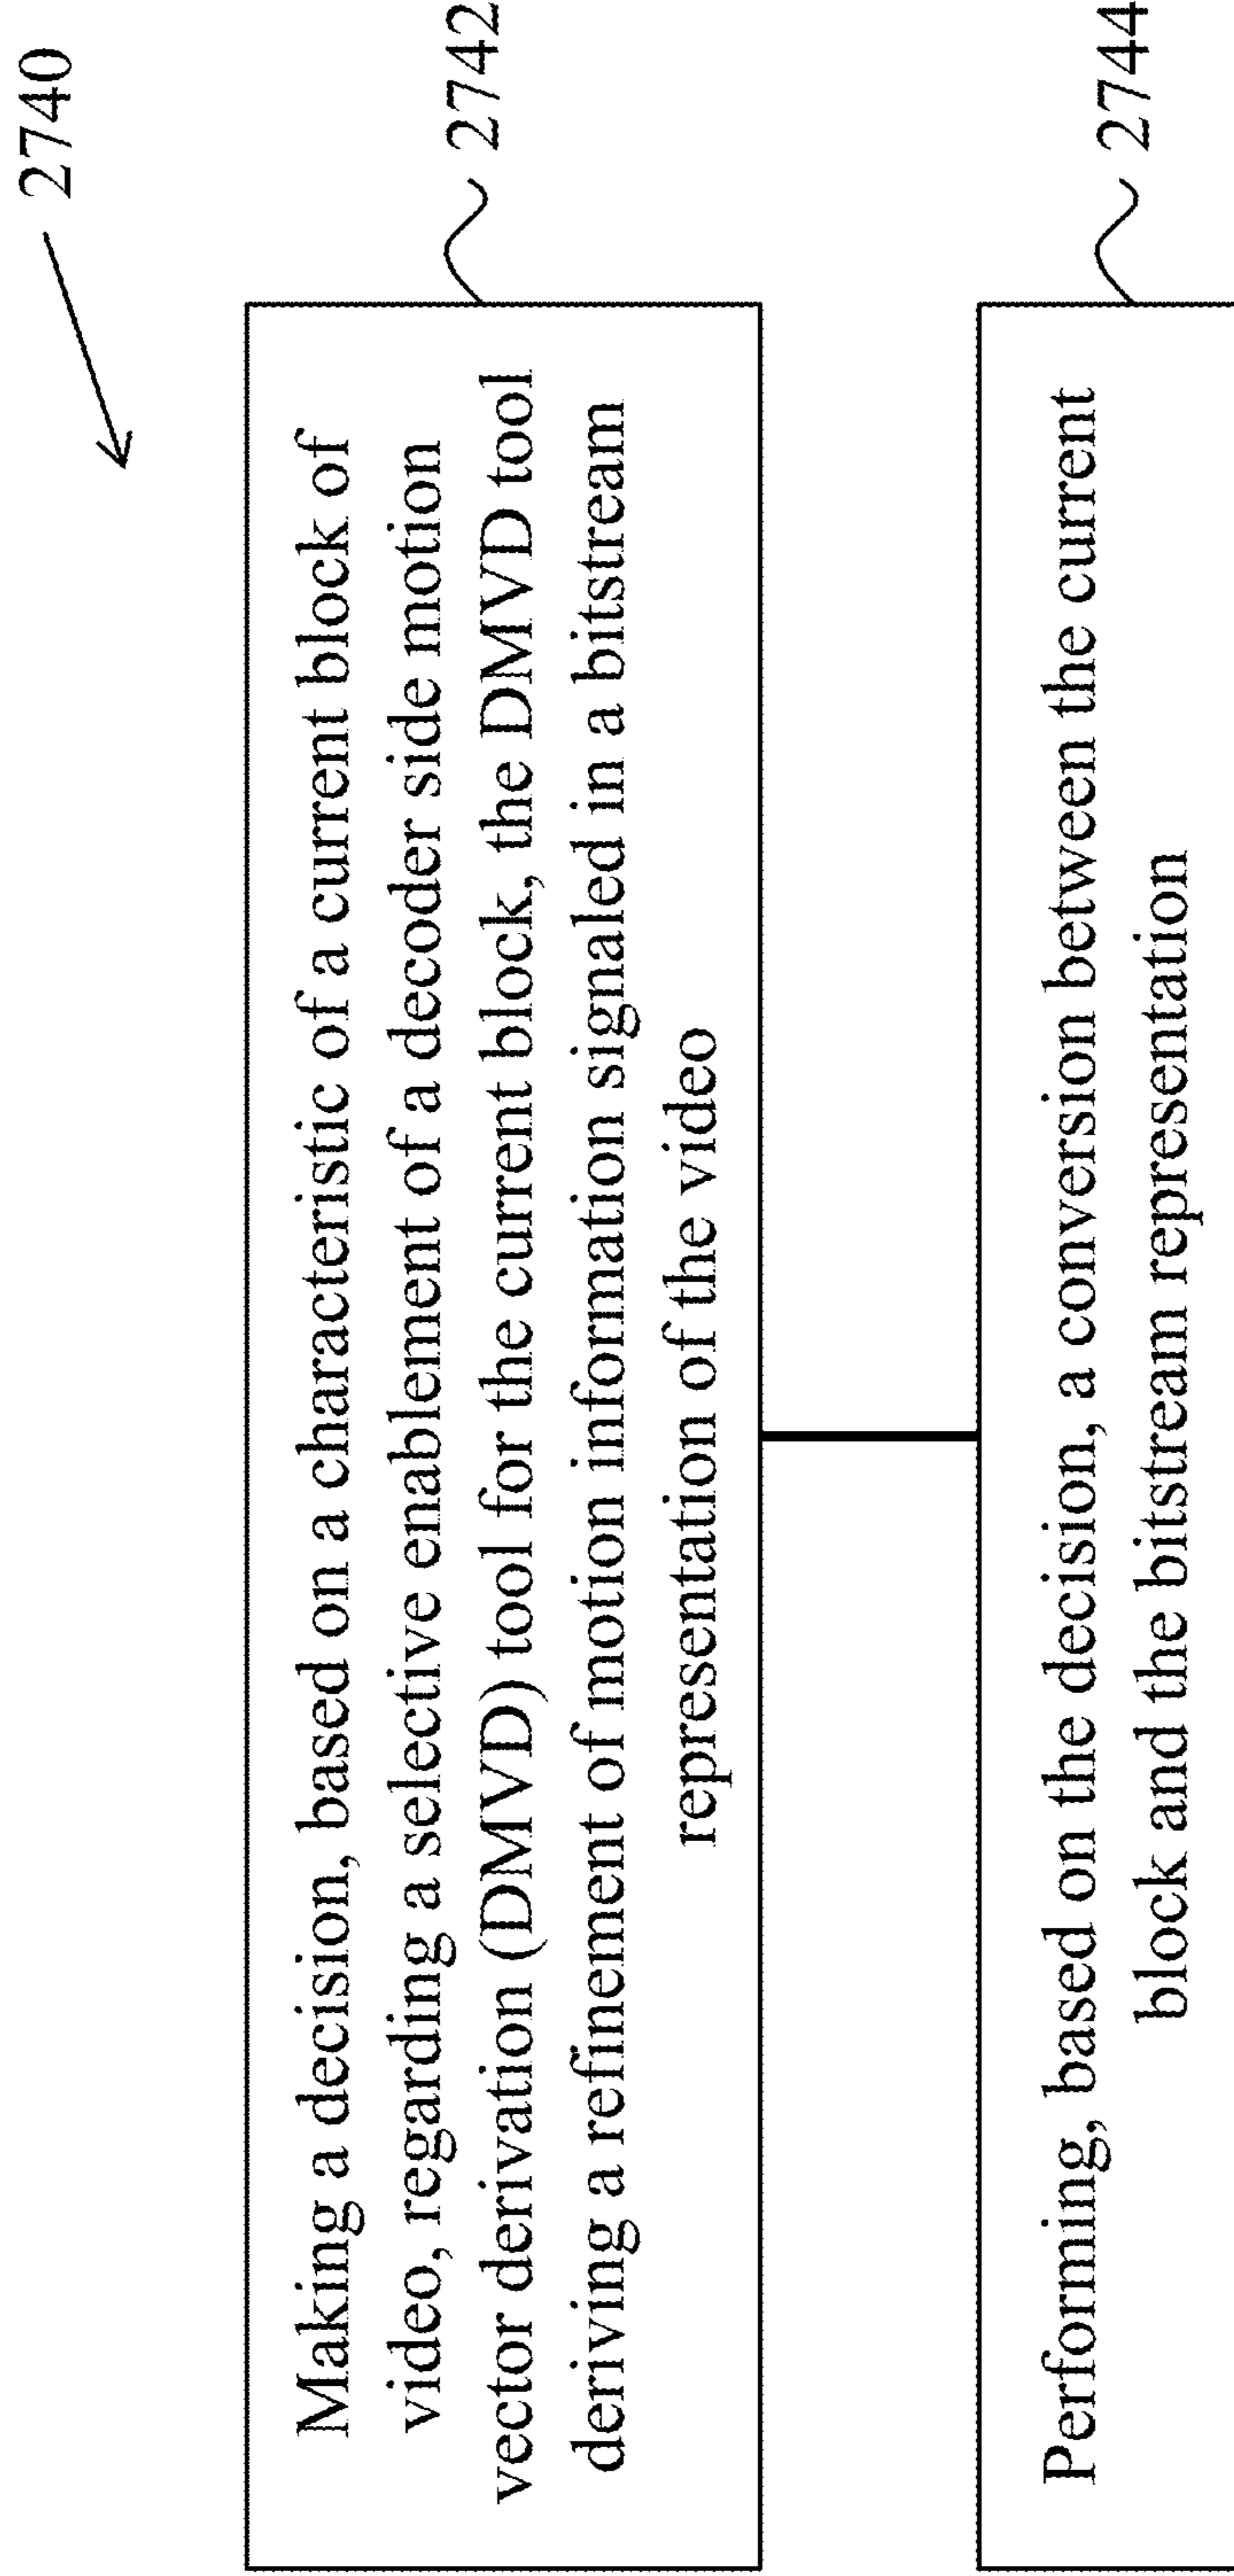 2740
Making a decision, based on a characteristic of a current block of
video, regarding a selective enablement of a decoder side motion
vector derivation (DMVD) tool for the current block, the DMVD tool
deriving a refinement of motion information signaled in a bitstream
representation of the video
2742
Performing, based on the decision, a conversion between the current
block and the bitstream representation
2744